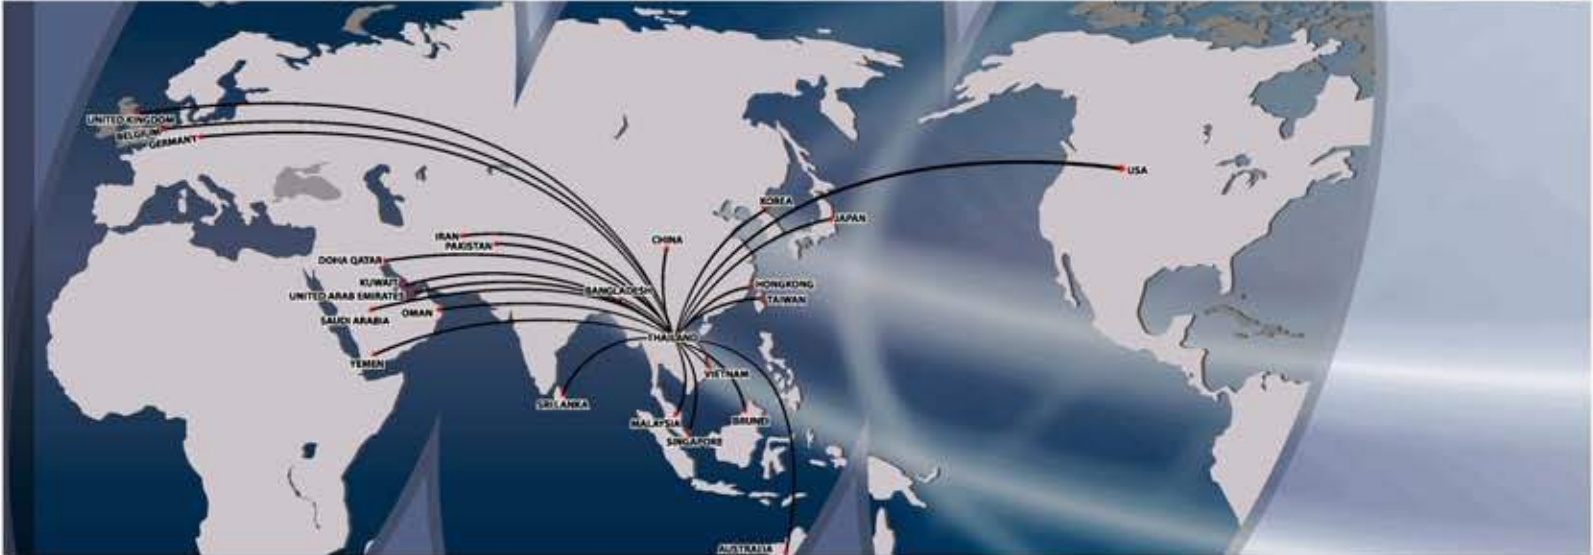 UNITED KINGDOM
BELGIUM
GERMANY
USA
KOREA
JAPAN
IRAN
CHINA
PAKISTAN
DOHA QATAR
KUWAIT
HONGKONG
BANGLADESH
UNITED ARAB EMIRATES
TAIWAN
OMAN
SAUDI ARABIA
THAILAND
YEMEN
VIETNAM
SRI LANKA
MALAYSIA
BRUNEI
SINGAPORE
AUSTRALIA